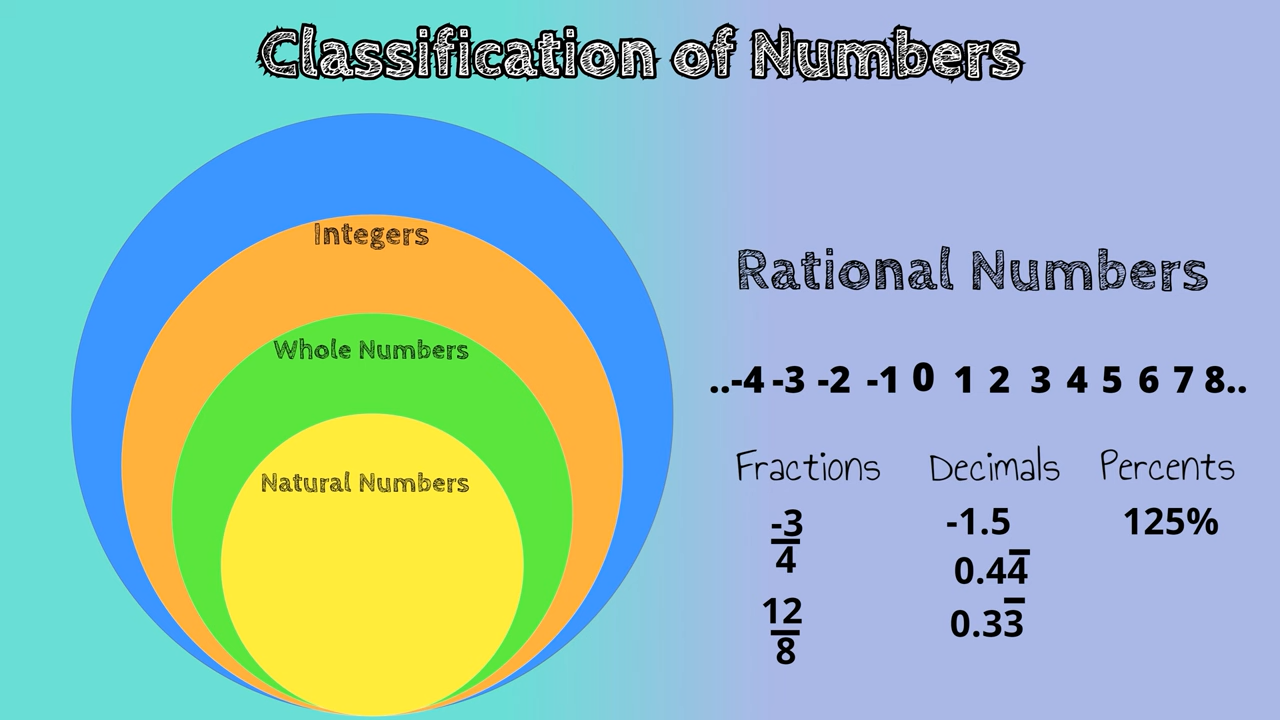 Classification of Numbers
Integers
Whole Numbers
Natural Numbers
Rational Numbers
..-4 -3 -2 -1 0 1 2 3 4 5 6 7 8..
Fractions Decimals Percents
-3/4 -1.5 125%
0.44̅
12/8 0.33̅